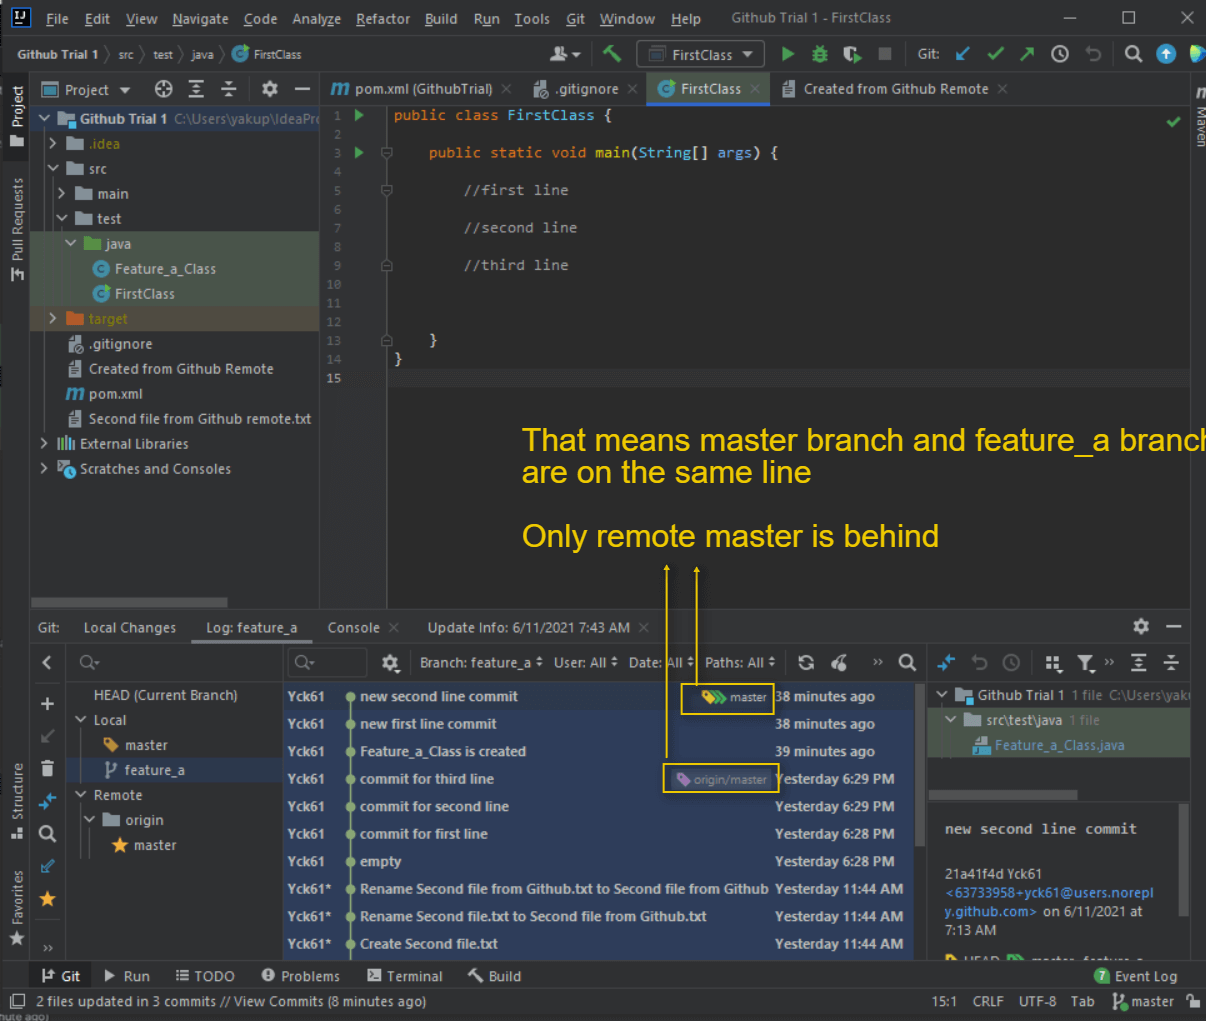 File Edit View Navigate Code Analyze Refactor Build Run Tools Git Window Help Github Trial 1 - FirstClass
Github Trial 1 src test java FirstClass FirstClass Git:
Project pom.xml (GithubTrial) .gitignore FirstClass Created from Github Remote
Project
Pull Requests
Structure
Favorites
Maven
Github Trial 1 C:\Users\yakup\IdeaPr
.idea
src
main
test
java
Feature_a_Class
FirstClass
target
.gitignore
Created from Github Remote
pom.xml
Second file from Github remote.txt
External Libraries
Scratches and Consoles
1 public class FirstClass {
2
3 public static void main(String[] args) {
4
5 //first line
6
7 //second line
8
9 //third line
10
11
12
13 }
14 }
15
That means master branch and feature_a branch
are on the same line
Only remote master is behind
Git: Local Changes Log: feature_a Console Update Info: 6/11/2021 7:43 AM
Branch: feature_a User: All Date: All Paths: All
HEAD (Current Branch)
Local
master
feature_a
Remote
origin
master
Yck61 new second line commit master 38 minutes ago
Yck61 new first line commit 38 minutes ago
Yck61 Feature_a_Class is created 39 minutes ago
Yck61 commit for third line origin/master Yesterday 6:29 PM
Yck61 commit for second line Yesterday 6:29 PM
Yck61 commit for first line Yesterday 6:28 PM
Yck61 empty Yesterday 6:28 PM
Yck61* Rename Second file from Github.txt to Second file from Github Yesterday 11:44 AM
Yck61* Rename Second file.txt to Second file from Github.txt Yesterday 11:44 AM
Yck61* Create Second file.txt Yesterday 11:44 AM
Github Trial 1 1 file C:\Users\yaku
src\test\java 1 file
Feature_a_Class.java
new second line commit
21a41f4d Yck61
<63733958+yck61@users.norepl
y.github.com> on 6/11/2021 at
7:13 AM
HEAD master feature_a
Git Run TODO Problems Terminal Build 7 Event Log
2 files updated in 3 commits // View Commits (8 minutes ago) 15:1 CRLF UTF-8 Tab master